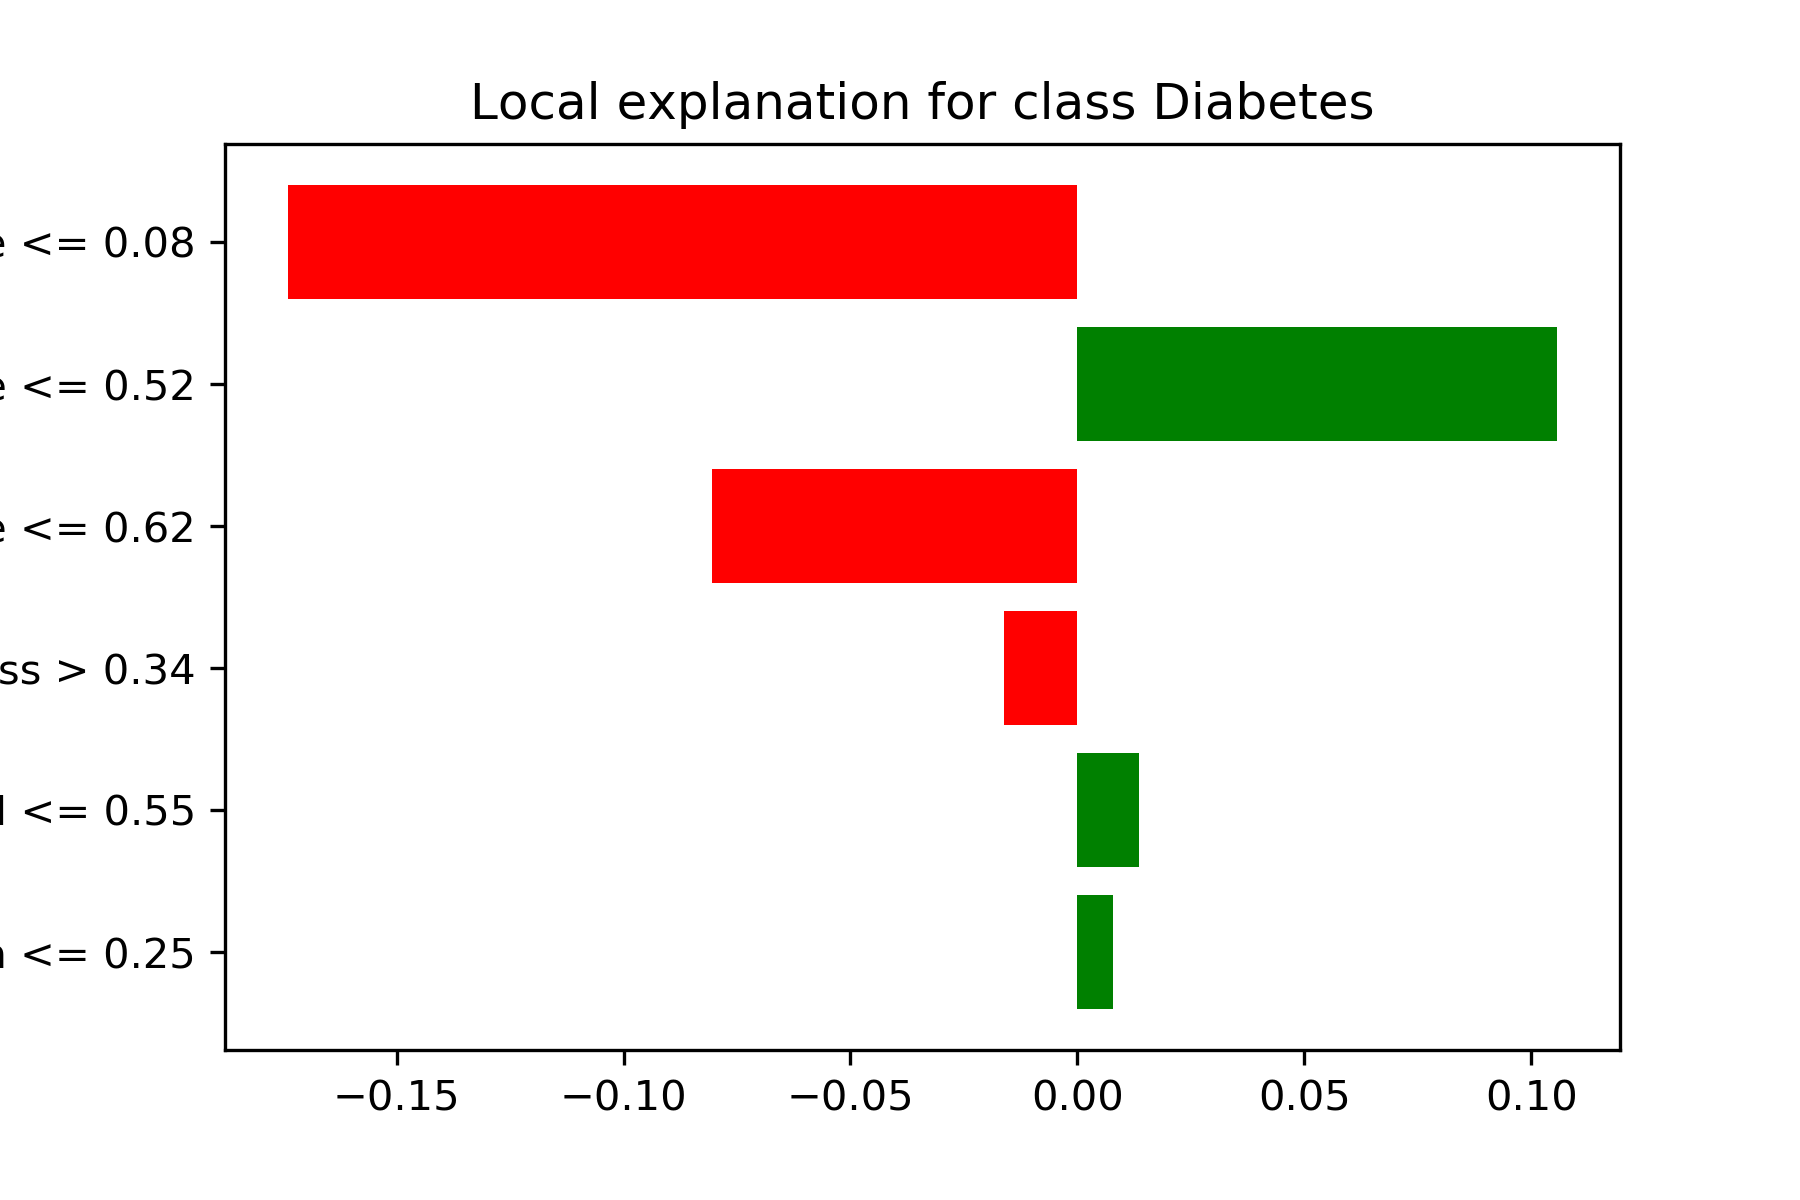 Local explanation for class Diabetes
e <= 0.08
e <= 0.52
e <= 0.62
ss > 0.34
<= 0.55
<= 0.25
−0.15 −0.10 −0.05 0.00 0.05 0.10